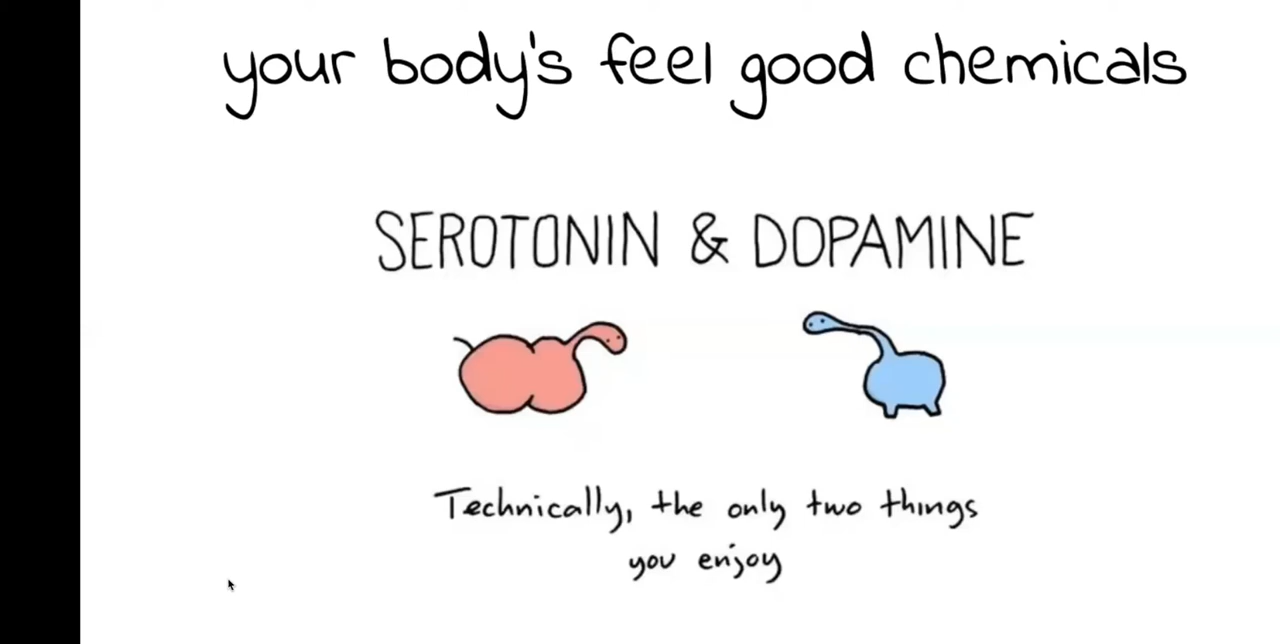 your body's feel good chemicals
SEROTONIN & DOPAMINE
Technically, the only two things
you enjoy